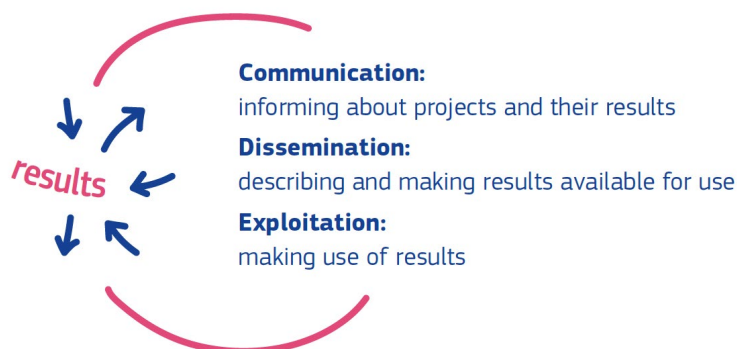 results
Communication:
informing about projects and their results
Dissemination:
describing and making results available for use
Exploitation:
making use of results